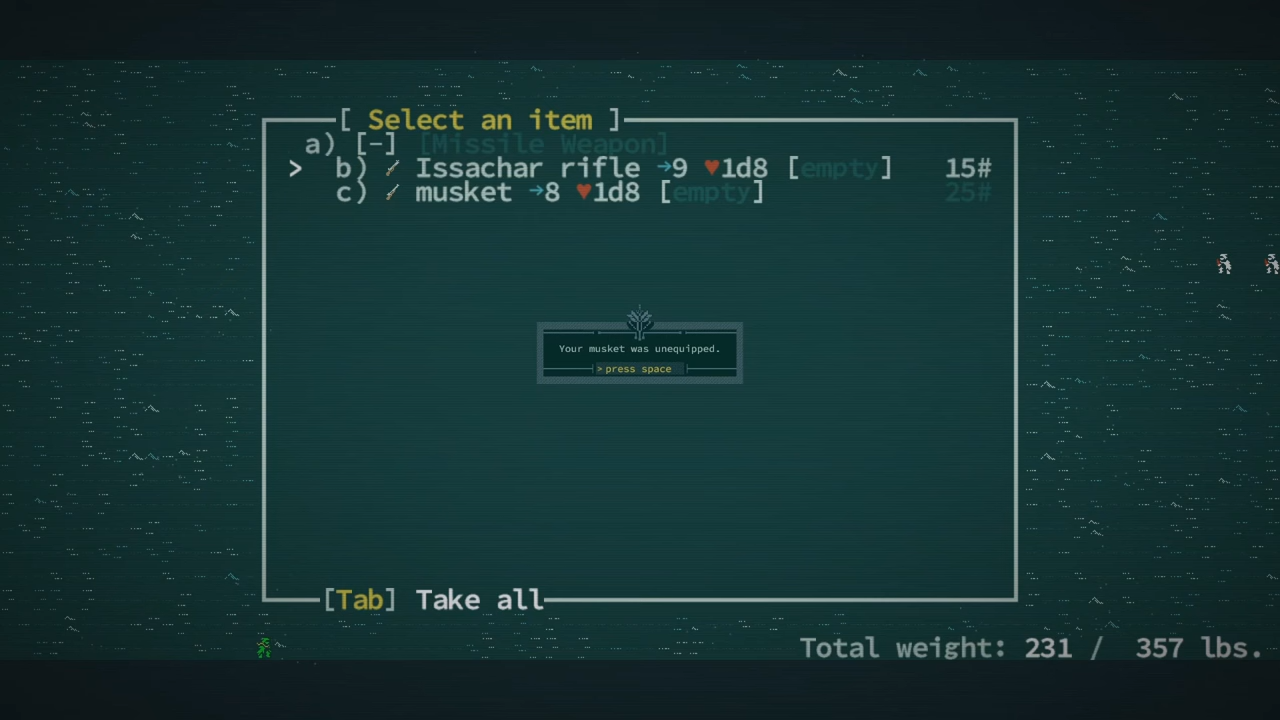 [ Select an item ]
a) [-] [Missile Weapon]
> b) Issachar rifle →9 ♥1d8 [empty] 15#
c) musket →8 ♥1d8 [empty] 25#
Your musket was unequipped.
>press space
[Tab] Take all
Total weight: 231 / 357 lbs.